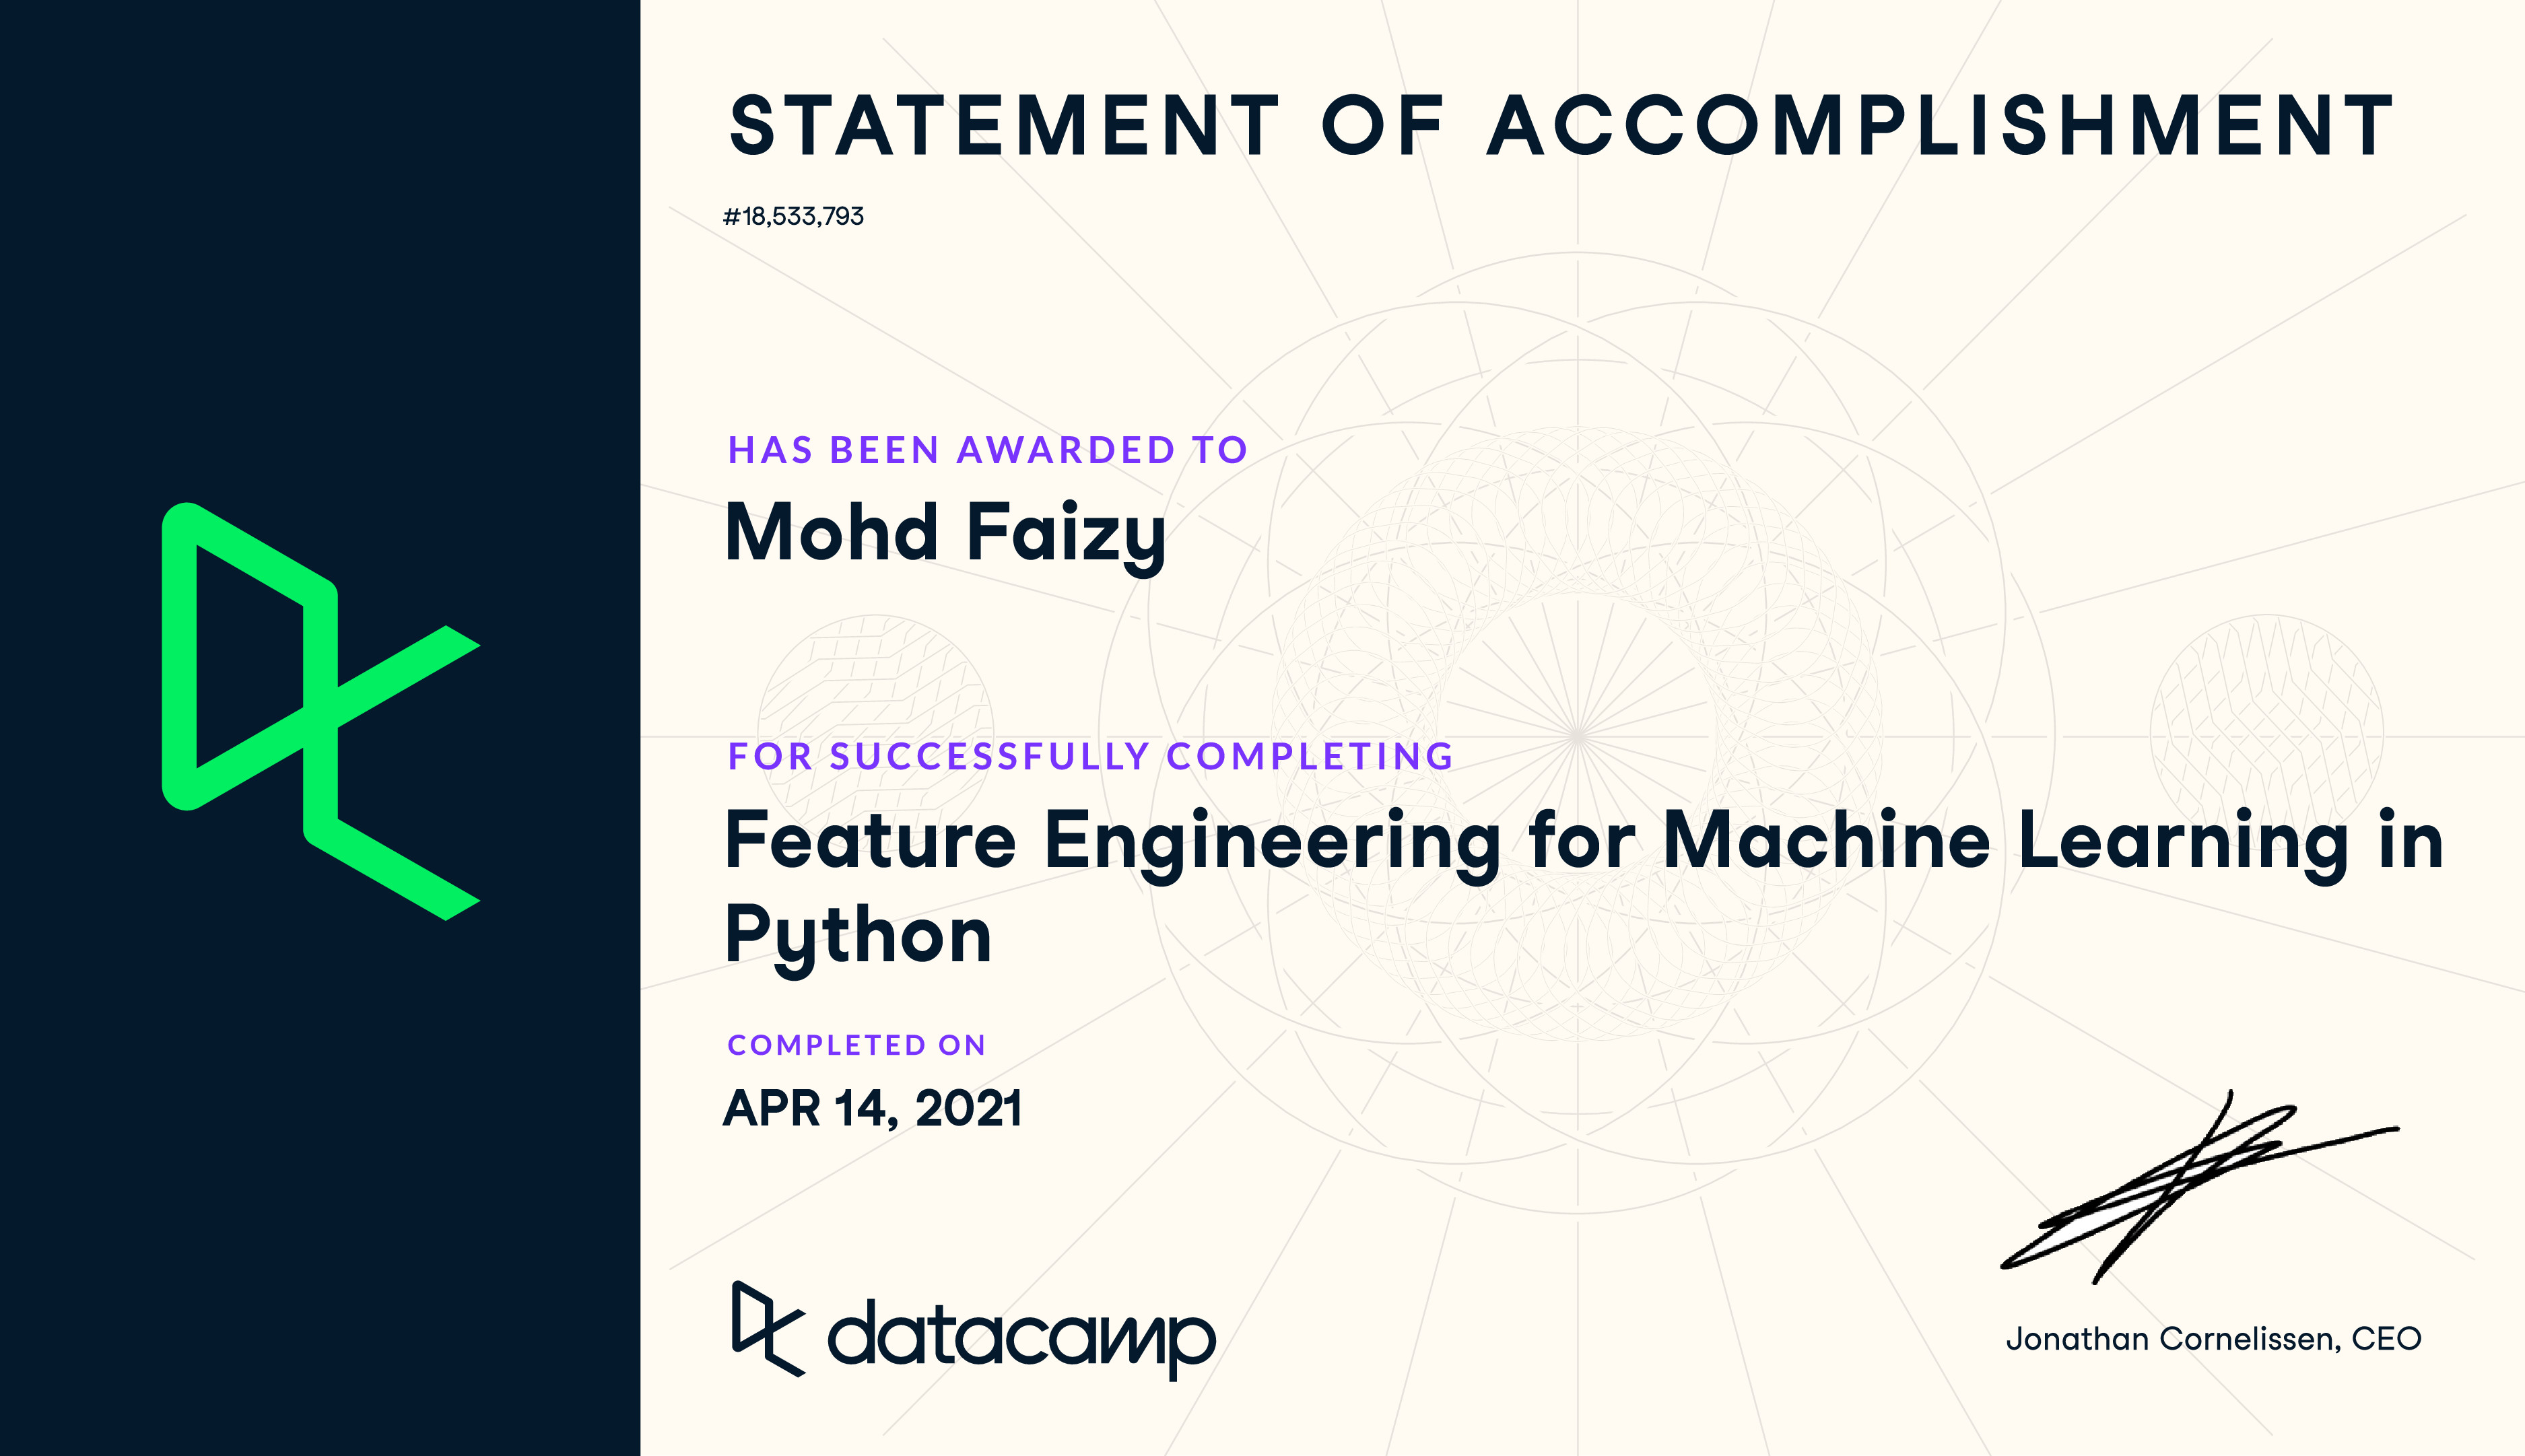 STATEMENT OF ACCOMPLISHMENT
#18,533,793
HAS BEEN AWARDED TO
Mohd Faizy
FOR SUCCESSFULLY COMPLETING
Feature Engineering for Machine Learning in
Python
COMPLETED ON
APR 14, 2021
datacamp
Jonathan Cornelissen, CEO